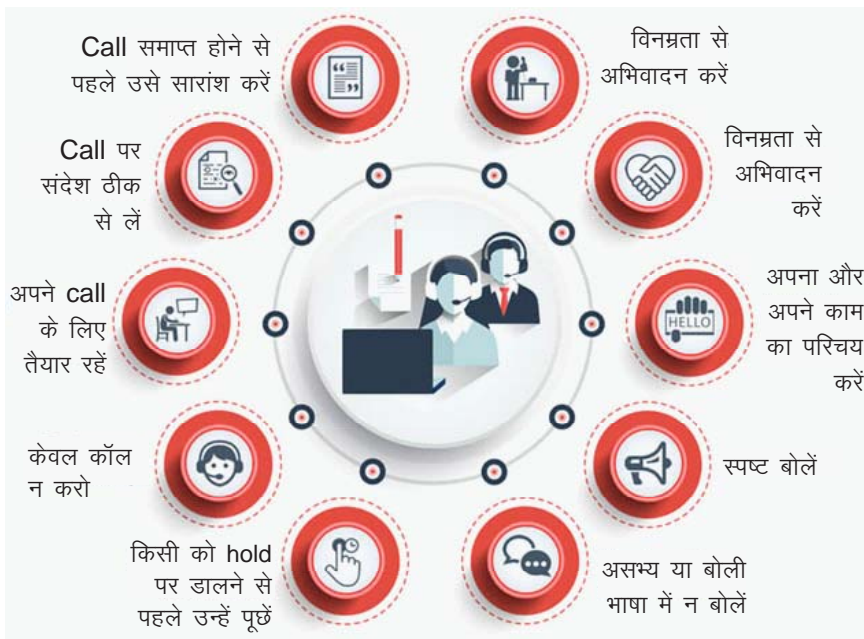 Call समाप्त होने से
पहले उसे सारांश करें
विनम्रता से
अभिवादन करें
Call पर
संदेश ठीक
से लें
विनम्रता से
अभिवादन
करें
अपने call
के लिए
तैयार रहें
HELLO
अपना और
अपने काम
का परिचय
करें
केवल कॉल
न करो
स्पष्ट बोलें
किसी को hold
पर डालने से
पहले उन्हें पूछें
असभ्य या बोली
भाषा में न बोलें